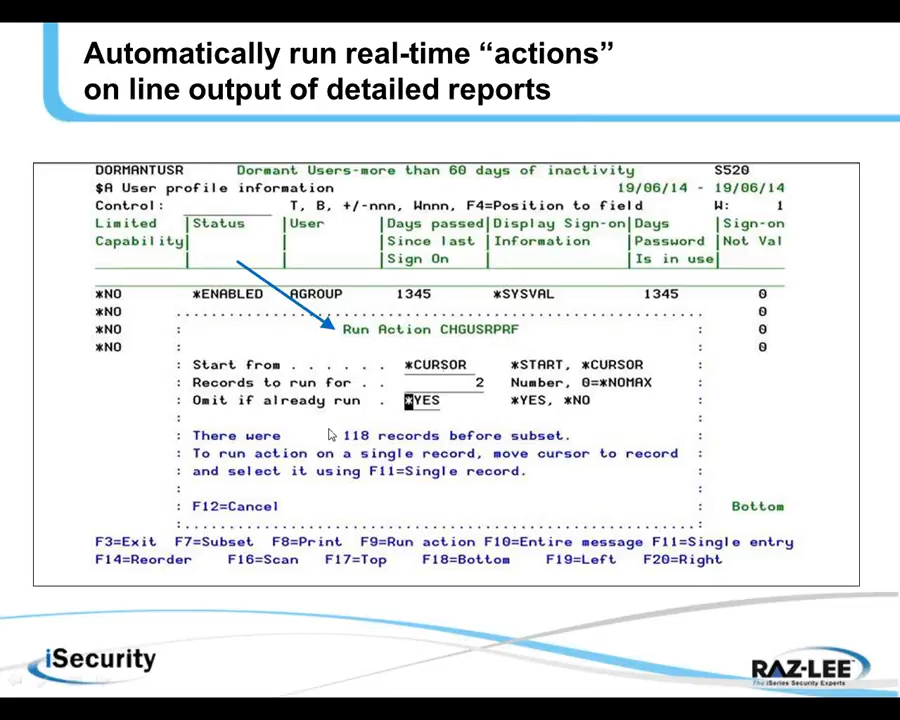 Automatically run real-time “actions”
on line output of detailed reports
DORMANTUSR Dormant Users-more than 60 days of inactivity S520
$A User profile information 19/06/14 - 19/06/14
Control: T, B, +/-nnn, Wnnn, F4=Position to field W: 1
Limited |Status |User |Days passed|Display Sign-on|Days |Sign-on
Capability| | |Since last |Information |Password |Not Val
| | |Sign On | |Is in use|
*NO *ENABLED AGROUP 1345 *SYSVAL 1345 0
*NO ............................................................ 0
*NO : Run Action CHGUSRPRF : 0
*NO : : 0
: Start from . . . . . . *CURSOR *START, *CURSOR :
: Records to run for . . 2 Number, 0=*NOMAX :
: Omit if already run . *YES *YES, *NO :
: :
: There were 118 records before subset. :
: To run action on a single record, move cursor to record :
: and select it using F11=Single record. :
: :
: F12=Cancel : Bottom
:..........................................................:
F3=Exit F7=Subset F8=Print F9=Run action F10=Entire message F11=Single entry
F14=Reorder F16=Scan F17=Top F18=Bottom F19=Left F20=Right
iSecurity
RAZ-LEE
The iSeries Security Experts